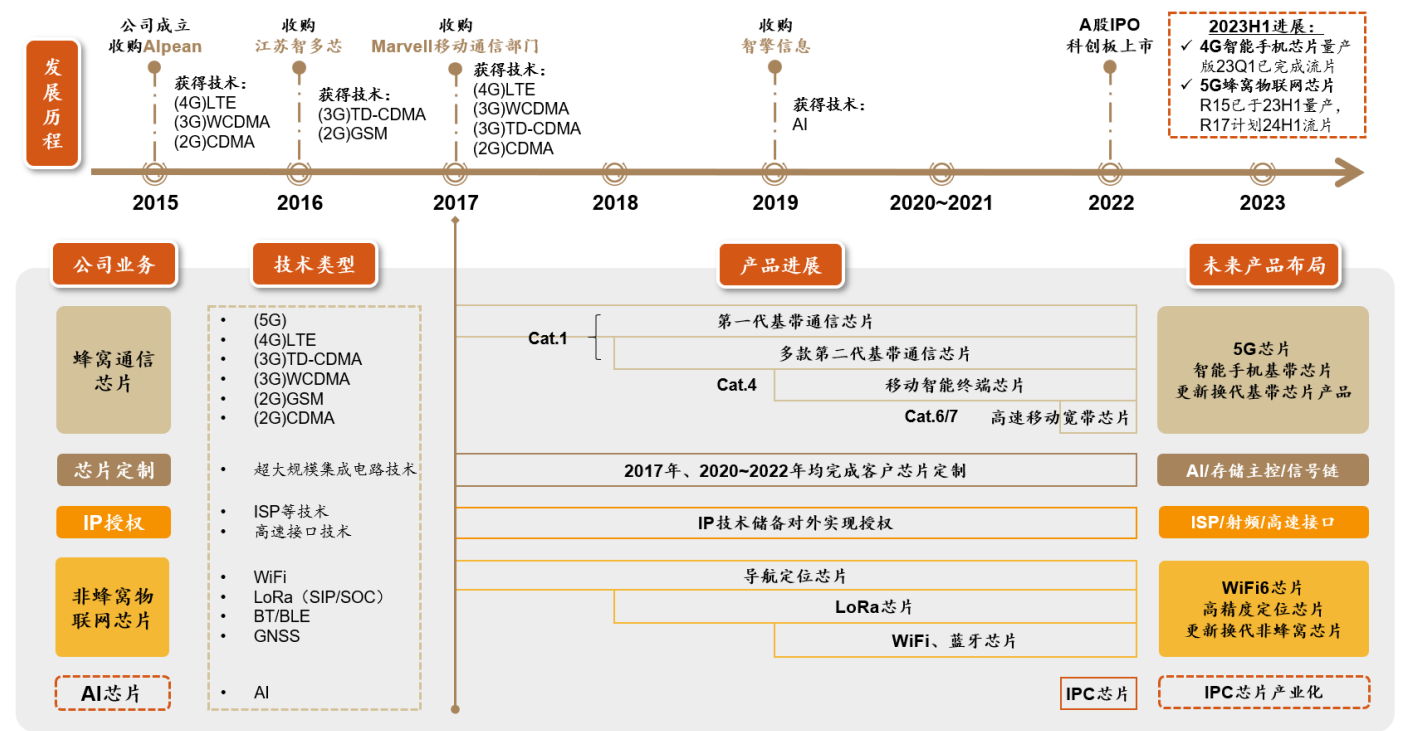 发展历程
公司成立
收购Alpean
获得技术：
(4G)LTE
(3G)WCDMA
(2G)CDMA
收购
江苏智多芯
获得技术：
(3G)TD-CDMA
(2G)GSM
收购
Marvell移动通信部门
获得技术：
(4G)LTE
(3G)WCDMA
(3G)TD-CDMA
(2G)CDMA
收购
智擎信息
获得技术：
AI
A股IPO
科创板上市
2023H1进展：
✓ 4G智能手机芯片量产
版23Q1已完成流片
✓ 5G蜂窝物联网芯片
R15已于23H1量产，
R17计划24H1流片
2015 2016 2017 2018 2019 2020~2021 2022 2023
公司业务 技术类型 产品进展 未来产品布局
蜂窝通信
芯片
• (5G)
• (4G)LTE
• (3G)TD-CDMA
• (3G)WCDMA
• (2G)GSM
• (2G)CDMA
Cat.1
第一代基带通信芯片
多款第二代基带通信芯片
Cat.4 移动智能终端芯片
Cat.6/7 高速移动宽带芯片
5G芯片
智能手机基带芯片
更新换代基带芯片产品
芯片定制
• 超大规模集成电路技术
2017年、2020~2022年均完成客户芯片定制
AI/存储主控/信号链
IP授权
• ISP等技术
• 高速接口技术
IP技术储备对外实现授权
ISP/射频/高速接口
非蜂窝物
联网芯片
• WiFi
• LoRa（SIP/SOC）
• BT/BLE
• GNSS
导航定位芯片
LoRa芯片
WiFi、蓝牙芯片
WiFi6芯片
高精度定位芯片
更新换代非蜂窝芯片
AI芯片
• AI
IPC芯片
IPC芯片产业化